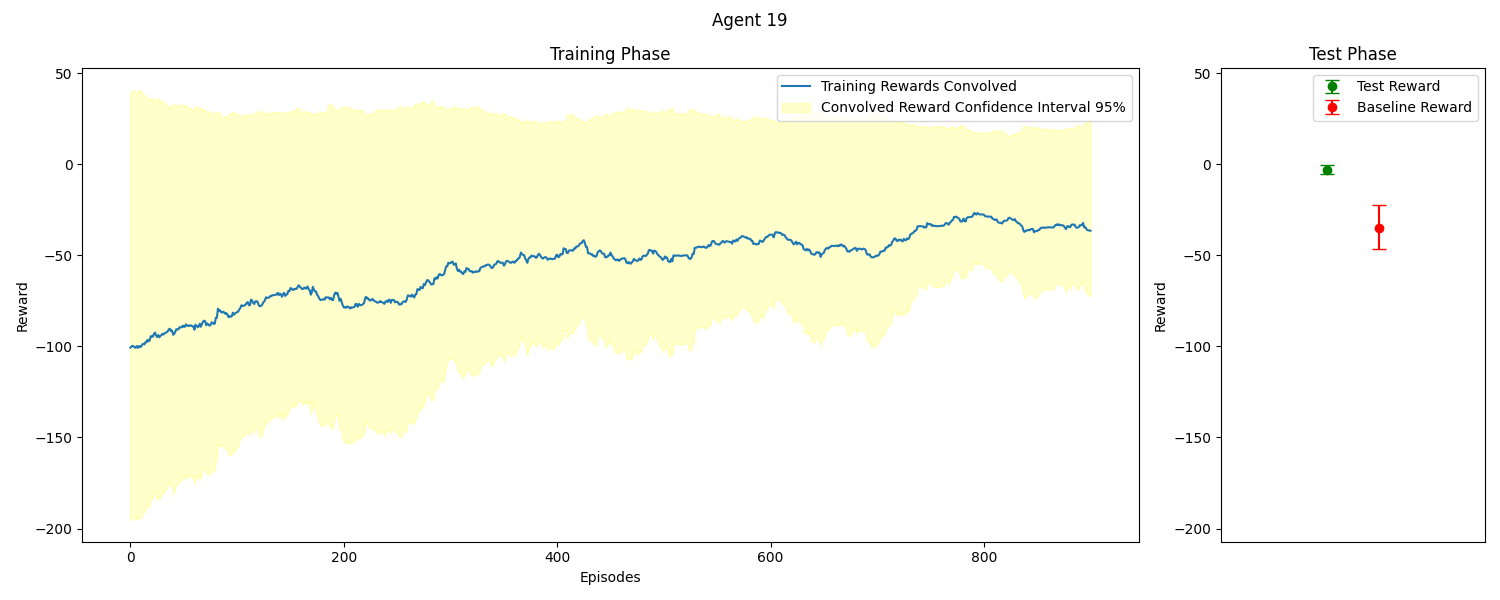 Agent 19
Training Phase
Training Rewards Convolved
Convolved Reward Confidence Interval 95%
50
0
−50
−100
−150
−200
Reward
0
200
400
600
800
Episodes
Test Phase
Test Reward
Baseline Reward
50
0
−50
−100
−150
−200
Reward